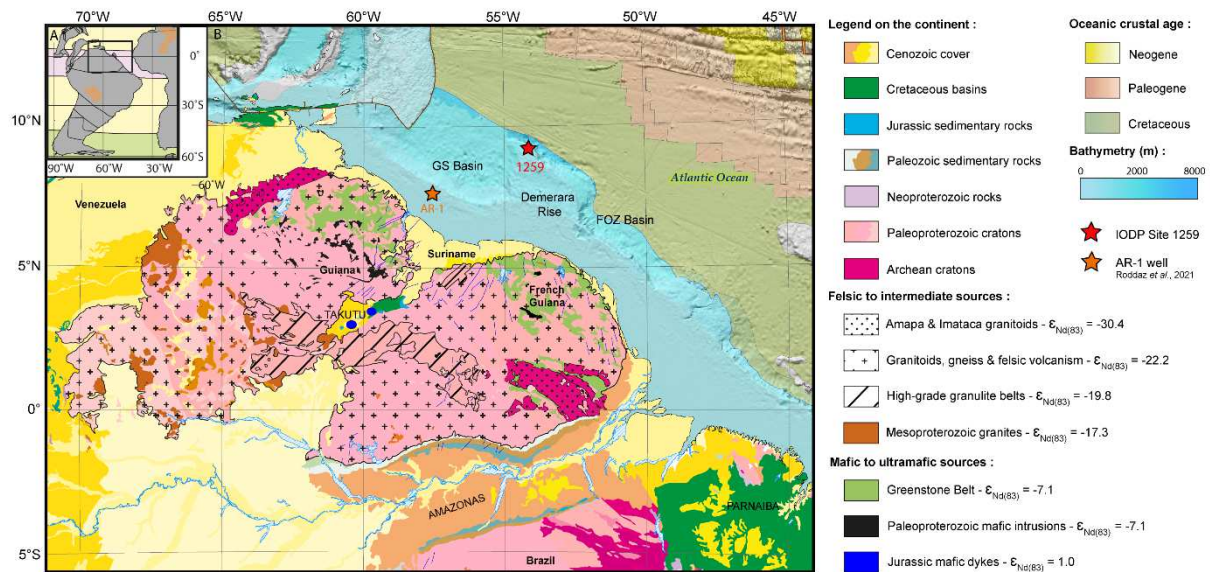 70°W 65°W 60°W 55°W 50°W 45°W
A B
0°
30°S
60°S
90°W 60°W 30°W 0°
60°W
10°N
5°N
0°
5°S
Venezuela
GS Basin
1259
AR-1
Demerara
Rise
FOZ Basin
Atlantic Ocean
Suriname
Guiana
French
Guiana
TAKUTU
AMAZONAS
PARNAIBA
Brazil
Legend on the continent :
Cenozoic cover
Cretaceous basins
Jurassic sedimentary rocks
Paleozoic sedimentary rocks
Neoproterozoic rocks
Paleoproterozoic cratons
Archean cratons
Oceanic crustal age :
Neogene
Paleogene
Cretaceous
Bathymetry (m) :
0 2000 8000
IODP Site 1259
AR-1 well
Roddaz et al., 2021
Felsic to intermediate sources :
Amapa & Imataca granitoids - εNd(83) = -30.4
Granitoids, gneiss & felsic volcanism - εNd(83) = -22.2
High-grade granulite belts - εNd(83) = -19.8
Mesoproterozoic granites - εNd(83) = -17.3
Mafic to ultramafic sources :
Greenstone Belt - εNd(83) = -7.1
Paleoproterozoic mafic intrusions - εNd(83) = -7.1
Jurassic mafic dykes - εNd(83) = 1.0